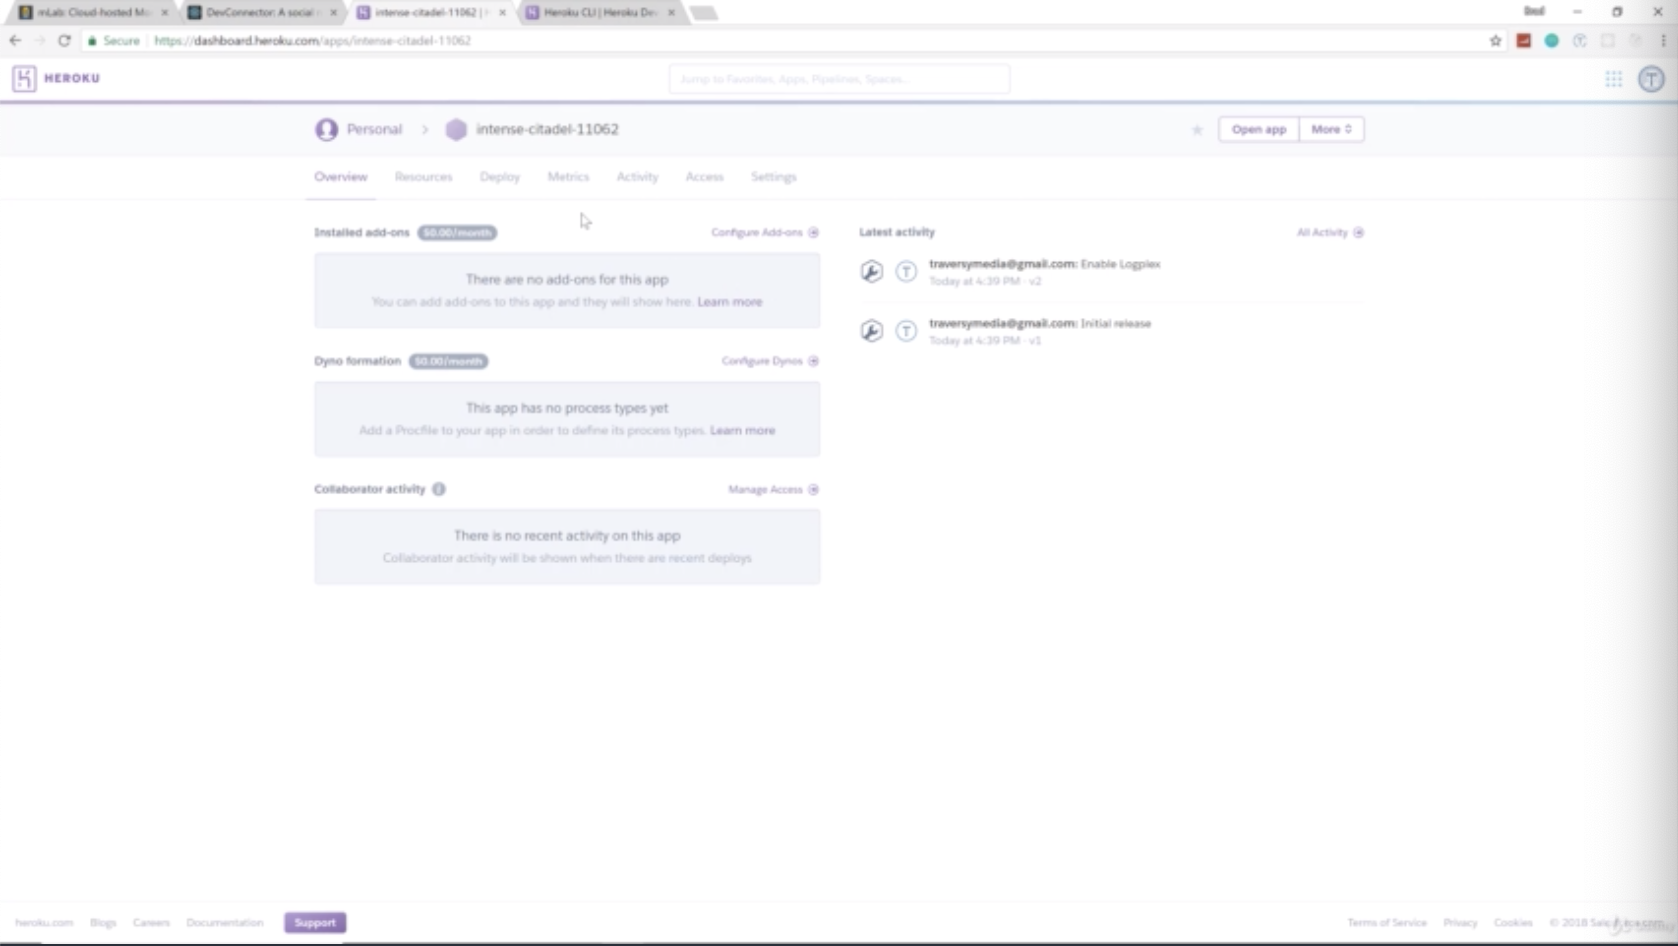 mLab: Cloud-hosted Mo
DevConnector: A social
intense-citadel-11062 |
Heroku CLI | Heroku De
Secure
https://dashboard.heroku.com/apps/intense-citadel-11062
HEROKU
Jump to Favorites, Apps, Pipelines, Spaces...
Personal > intense-citadel-11062
Open app
More
Overview
Resources
Deploy
Metrics
Activity
Access
Settings
Installed add-ons $0.00/month
Configure Add-ons
There are no add-ons for this app
You can add add-ons to this app and they will show here. Learn more
Dyno formation $0.00/month
Configure Dynos
This app has no process types yet
Add a Procfile to your app in order to define its process types. Learn more
Collaborator activity
Manage Access
There is no recent activity on this app
Collaborator activity will be shown when there are recent deploys
Latest activity
All Activity
traversymedia@gmail.com: Enable Logplex
Today at 4:39 PM · v2
traversymedia@gmail.com: Initial release
Today at 4:39 PM · v1
heroku.com
Blogs
Careers
Documentation
Support
Terms of Service
Privacy
Cookies
© 2018